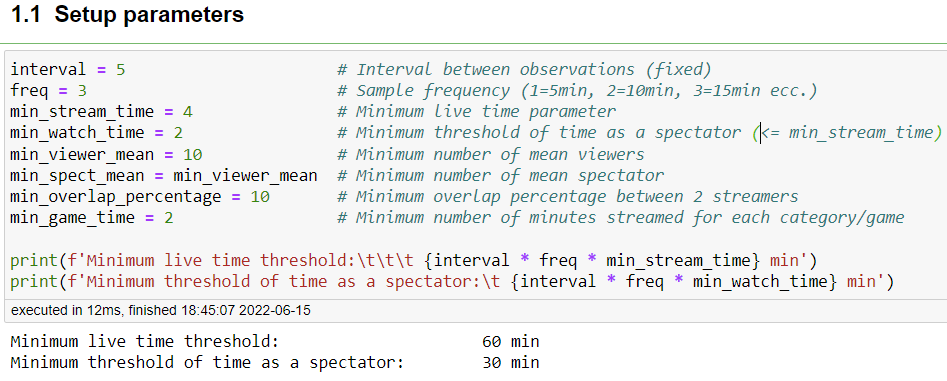 1.1 Setup parameters
interval = 5 # Interval between observations (fixed)
freq = 3 # Sample frequency (1=5min, 2=10min, 3=15min ecc.)
min_stream_time = 4 # Minimum live time parameter
min_watch_time = 2 # Minimum threshold of time as a spectator (<= min_stream_time)
min_viewer_mean = 10 # Minimum number of mean viewers
min_spect_mean = min_viewer_mean # Minimum number of mean spectator
min_overlap_percentage = 10 # Minimum overlap percentage between 2 streamers
min_game_time = 2 # Minimum number of minutes streamed for each category/game
print(f'Minimum live time threshold:\t\t\t {interval * freq * min_stream_time} min')
print(f'Minimum threshold of time as a spectator:\t {interval * freq * min_watch_time} min')
executed in 12ms, finished 18:45:07 2022-06-15
Minimum live time threshold: 60 min
Minimum threshold of time as a spectator: 30 min